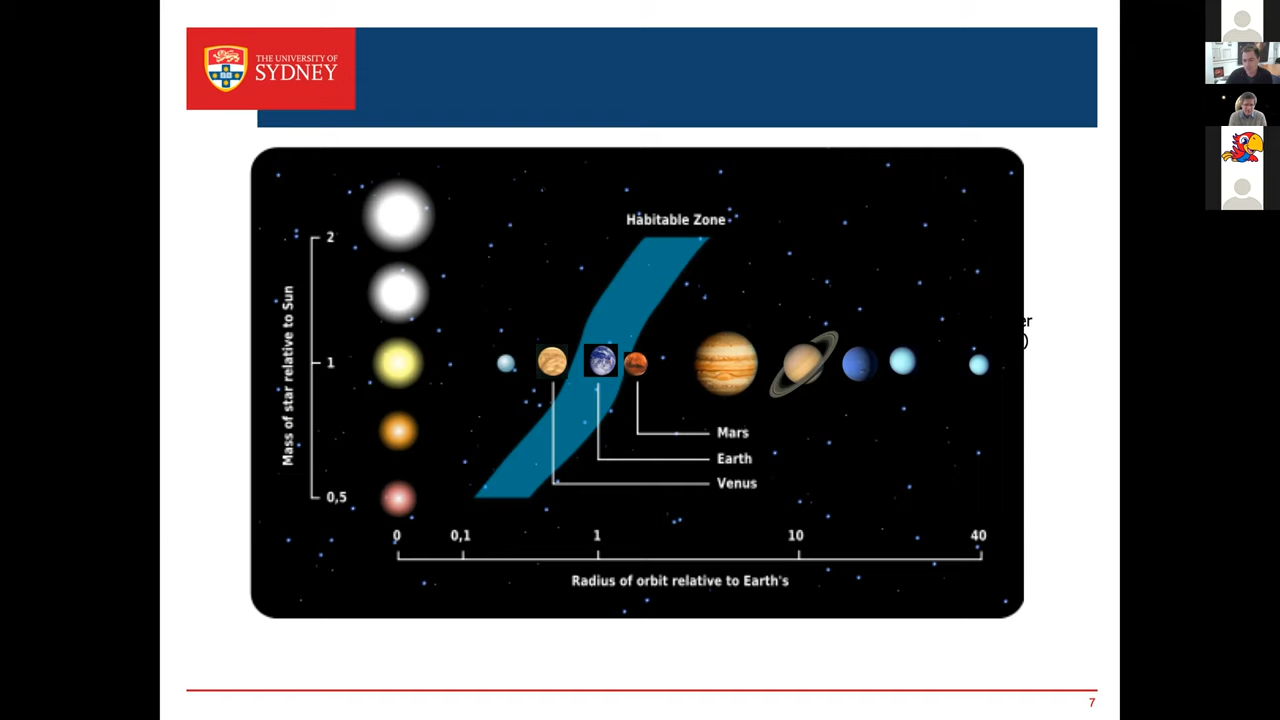 THE UNIVERSITY OF
SYDNEY
Habitable Zone
2
1
0,5
Mass of star relative to Sun
er
)
Mars
Earth
Venus
0
0,1
1
10
40
Radius of orbit relative to Earth's
7